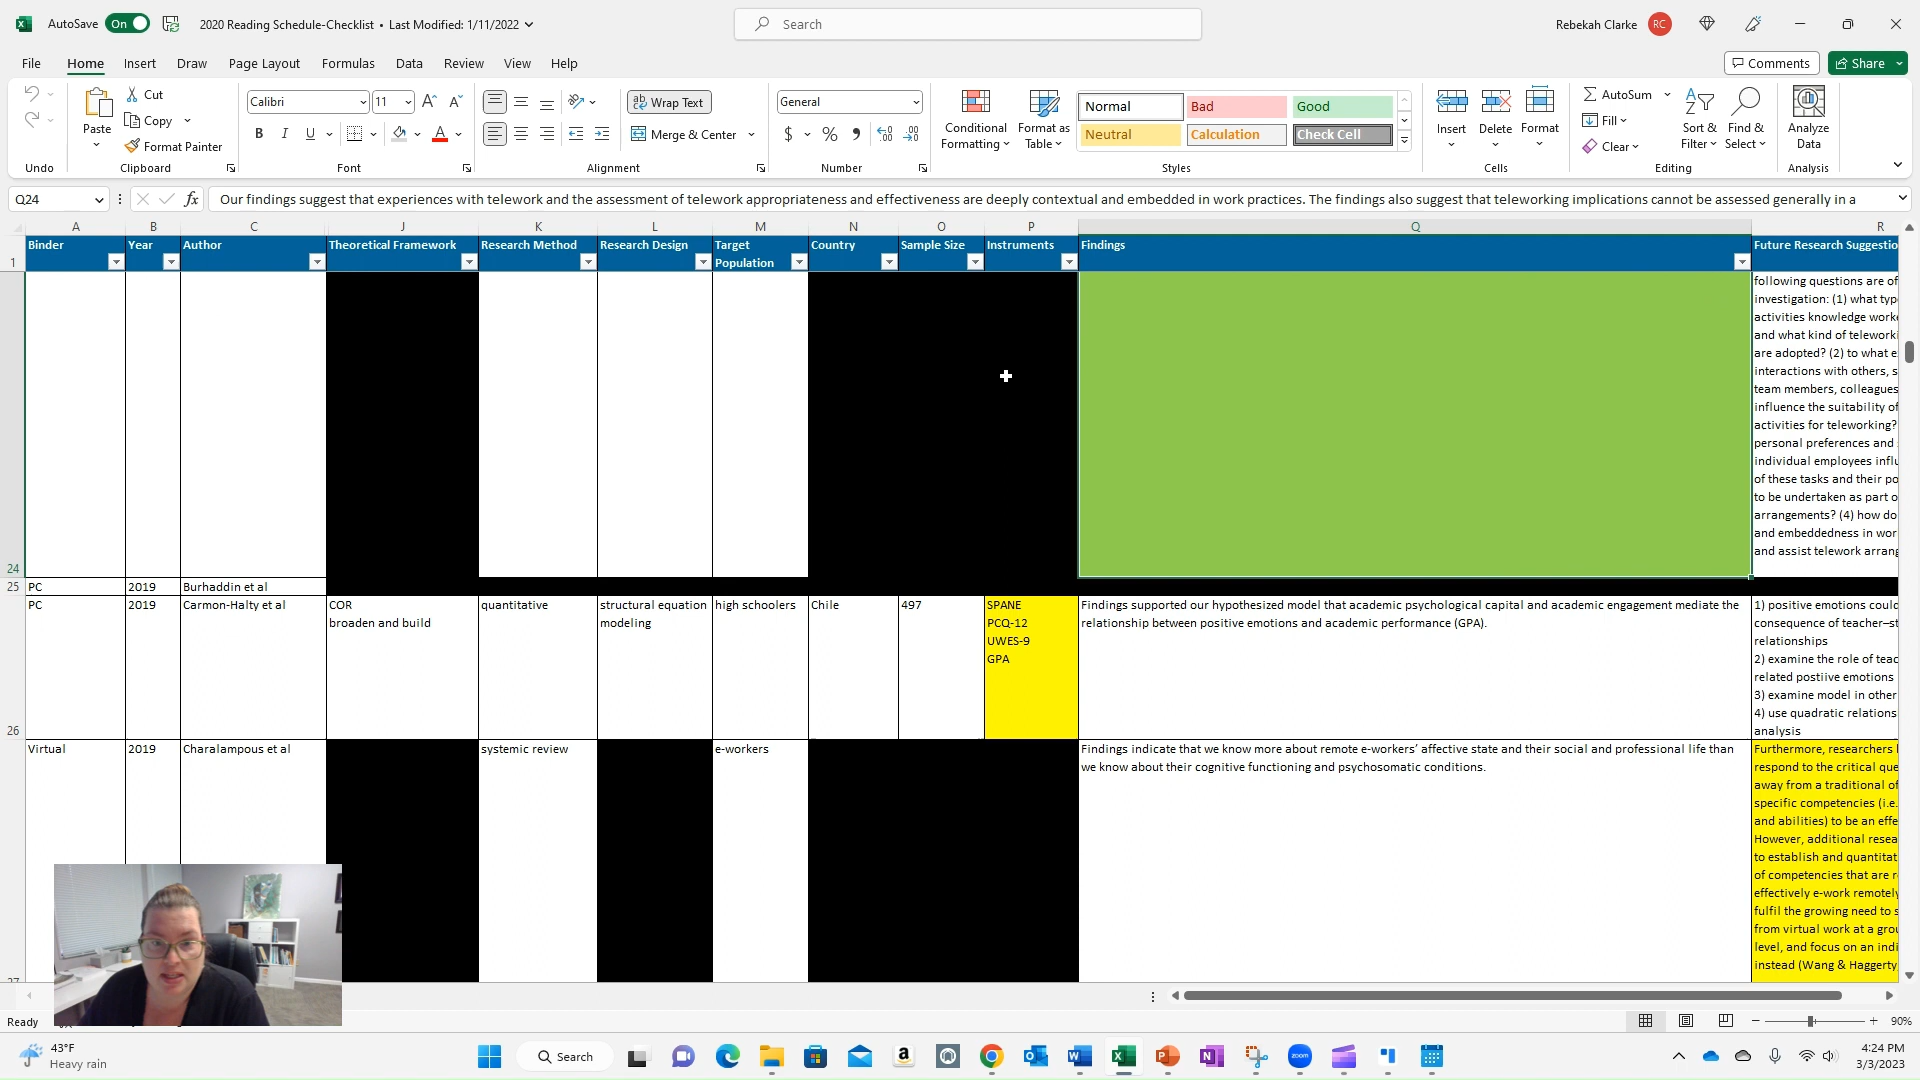 AutoSave On 2020 Reading Schedule-Checklist • Last Modified: 1/11/2022 Search Rebekah Clarke RC
File Home Insert Draw Page Layout Formulas Data Review View Help Comments Share
Paste Cut Copy Format Painter
Calibri 11
B I U A
Wrap Text
Merge & Center
General
$ % 9
Conditional Formatting
Format as Table
Normal Bad Good
Neutral Calculation Check Cell
Insert Delete Format
AutoSum Fill Clear
Sort & Filter
Find & Select
Analyze Data
Undo Clipboard Font Alignment Number Styles Cells Editing Analysis
Q24 fx Our findings suggest that experiences with telework and the assessment of telework appropriateness and effectiveness are deeply contextual and embedded in work practices. The findings also suggest that teleworking implications cannot be assessed generally in a
A B C J K L M N O P Q R
1 Binder Year Author Theoretical Framework Research Method Research Design Target Population Country Sample Size Instruments Findings Future Research Suggestio
following questions are of
investigation: (1) what typ
activities knowledge work
and what kind of teleworki
are adopted? (2) to what e
interactions with others, s
team members, colleagues
influence the suitability of
activities for teleworking?
personal preferences and
individual employees influ
of these tasks and their po
to be undertaken as part o
arrangements? (4) how do
and embeddedness in wor
and assist telework arrang
24
25 PC 2019 Burhaddin et al
PC 2019 Carmon-Halty et al
COR
broaden and build
quantitative
structural equation
modeling
high schoolers Chile 497
SPANE
PCQ-12
UWES-9
GPA
Findings supported our hypothesized model that academic psychological capital and academic engagement mediate the
relationship between positive emotions and academic performance (GPA).
1) positive emotions could
consequence of teacher–st
relationships
2) examine the role of teac
related postiive emotions
3) examine model in other
4) use quadratic relations
analysis
26
Virtual 2019 Charalampous et al systemic review e-workers
Findings indicate that we know more about remote e-workers’ affective state and their social and professional life than
we know about their cognitive functioning and psychosomatic conditions.
Furthermore, researchers
respond to the critical que
away from a traditional of
specific competencies (i.e.
and abilities) to be an effe
However, additional resea
to establish and quantitat
of competencies that are r
effectively e-work remotely
fulfil the growing need to s
from virtual work at a grou
level, and focus on an indi
instead (Wang & Haggerty
Ready 90%
43°F
Heavy rain
Search
zoom
4:24 PM
3/3/2023